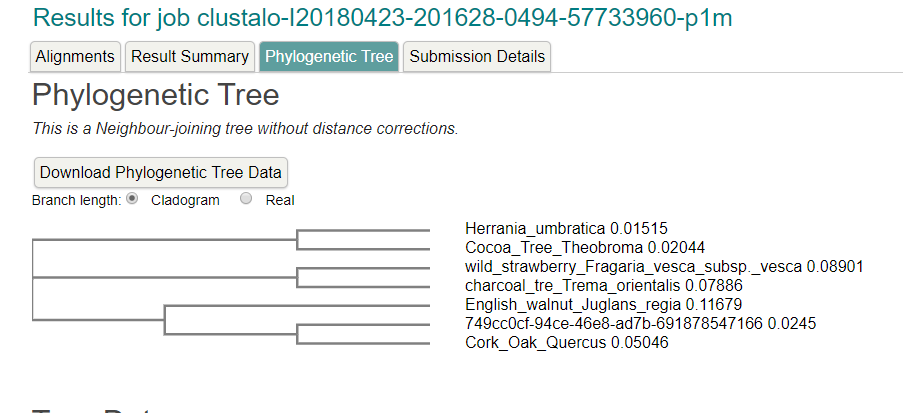 Results for job clustalo-I20180423-201628-0494-57733960-p1m
Alignments Result Summary Phylogenetic Tree Submission Details
Phylogenetic Tree
This is a Neighbour-joining tree without distance corrections.
Download Phylogenetic Tree Data
Branch length: Cladogram Real
Herrania_umbratica 0.01515
Cocoa_Tree_Theobroma 0.02044
wild_strawberry_Fragaria_vesca_subsp._vesca 0.08901
charcoal_tre_Trema_orientalis 0.07886
English_walnut_Juglans_regia 0.11679
749cc0cf-94ce-46e8-ad7b-691878547166 0.0245
Cork_Oak_Quercus 0.05046